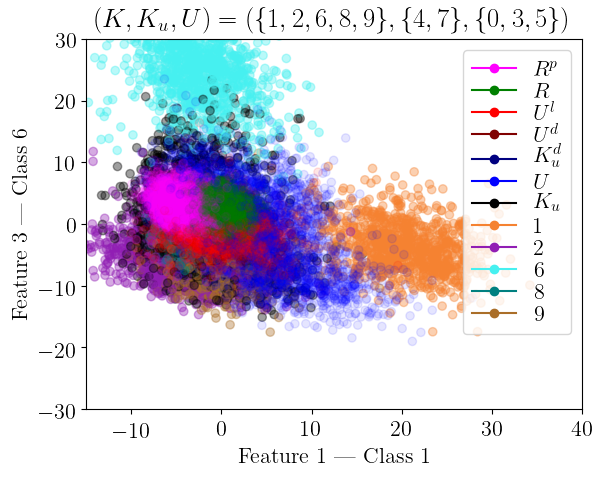 (K, K_u, U) = ({1, 2, 6, 8, 9}, {4, 7}, {0, 3, 5})
30
20
10
0
−10
−20
−30
Feature 3 — Class 6
R^p
R
U^l
U^d
K_u^d
U
K_u
1
2
6
8
9
−10
0
10
20
30
40
Feature 1 — Class 1